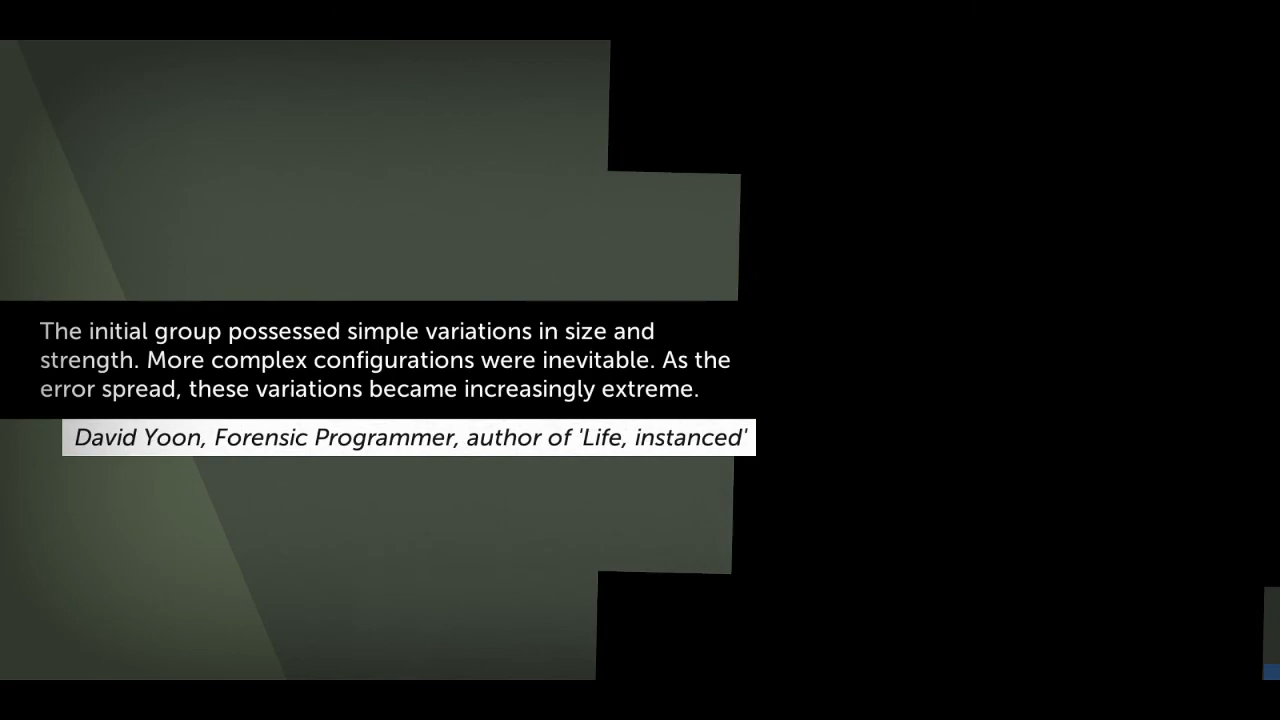 The initial group possessed simple variations in size and
strength. More complex configurations were inevitable. As the
error spread, these variations became increasingly extreme.
David Yoon, Forensic Programmer, author of 'Life, instanced'